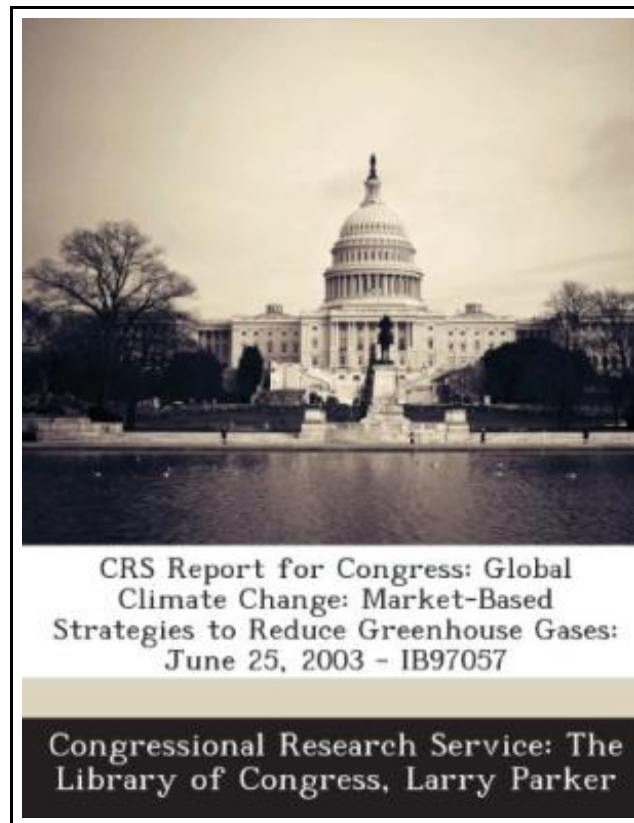 CRS Report for Congress: Global
Climate Change: Market-Based
Strategies to Reduce Greenhouse Gases:
June 25, 2003 - IB97057
Congressional Research Service: The
Library of Congress, Larry Parker